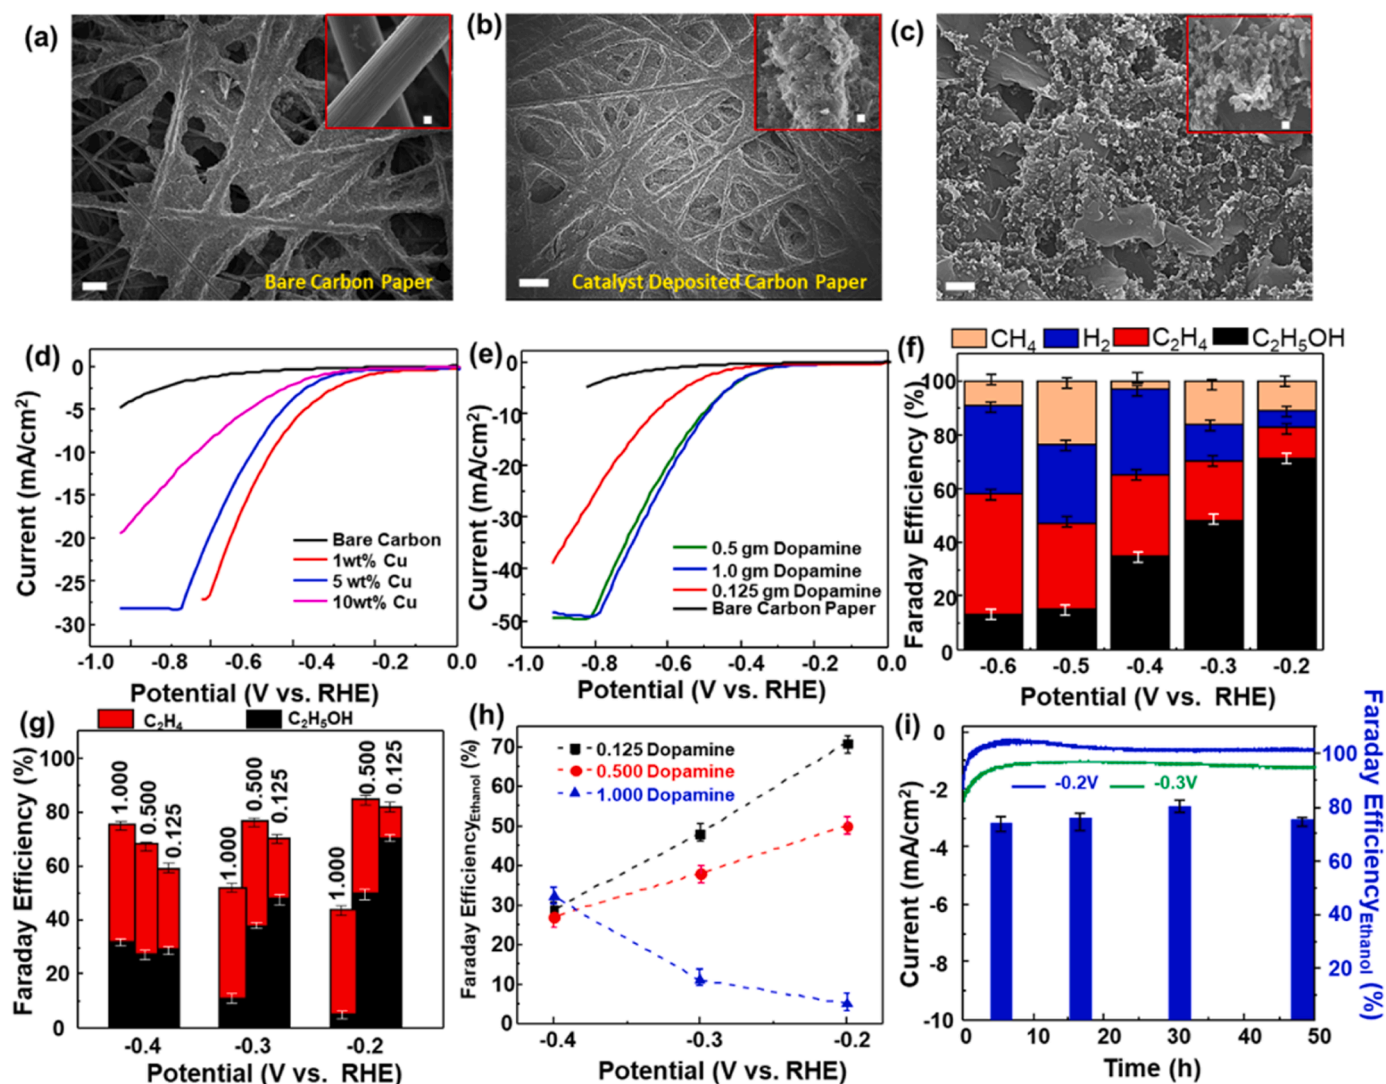 (a)
Bare Carbon Paper
(b)
Catalyst Deposited Carbon Paper
(c)
(d)
0
-5
-10
-15
-20
-25
-30
Current (mA/cm²)
Bare Carbon
1wt% Cu
5 wt% Cu
10wt% Cu
-1.0 -0.8 -0.6 -0.4 -0.2 0.0
Potential (V vs. RHE)
(e)
0
-10
-20
-30
-40
-50
Current (mA/cm²)
0.5 gm Dopamine
1.0 gm Dopamine
0.125 gm Dopamine
Bare Carbon Paper
-1.0 -0.8 -0.6 -0.4 -0.2 0.0
Potential (V vs. RHE)
(f)
CH₄ H₂ C₂H₄ C₂H₅OH
100
80
60
40
20
0
Faraday Efficiency (%)
-0.6 -0.5 -0.4 -0.3 -0.2
Potential (V vs. RHE)
(g)
C₂H₄ C₂H₅OH
100
80
60
40
20
0
Faraday Efficiency (%)
1.000 0.500 0.125
1.000 0.500 0.125
1.000 0.500 0.125
-0.4 -0.3 -0.2
Potential (V vs. RHE)
(h)
70
60
50
40
30
20
10
0
Faraday Efficiency Ethanol (%)
0.125 Dopamine
0.500 Dopamine
1.000 Dopamine
-0.4 -0.3 -0.2
Potential (V vs. RHE)
(i)
0
-2
-4
-6
-8
-10
Current (mA/cm²)
-0.2V -0.3V
100
80
60
40
20
Faraday Efficiency Ethanol (%)
0 10 20 30 40 50
Time (h)